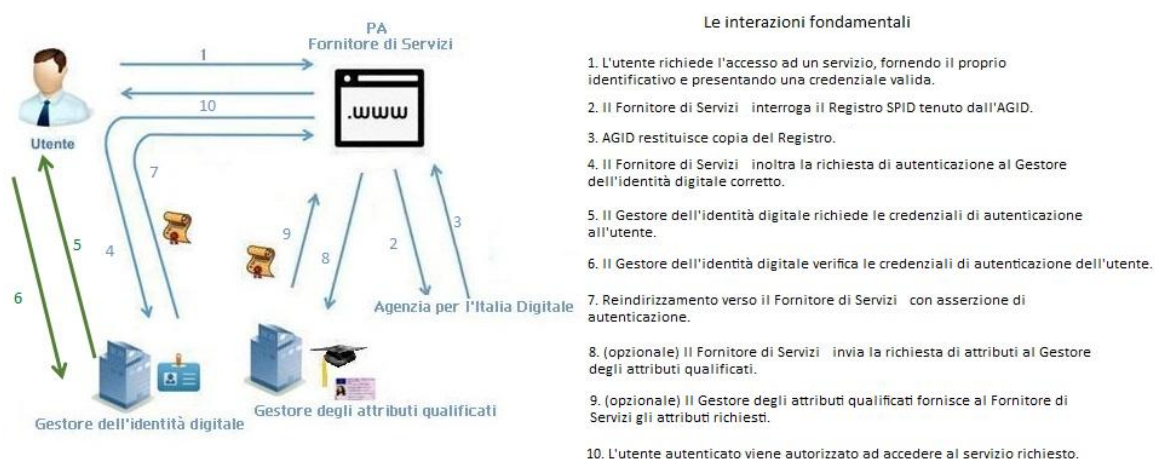 PA
Fornitore di Servizi
1
10
.www
Utente
7
5
4
6
9
8
2
3
Agenzia per l'Italia Digitale
Gestore degli attributi qualificati
Gestore dell'identità digitale
Le interazioni fondamentali
1. L'utente richiede l'accesso ad un servizio, fornendo il proprio
identificativo e presentando una credenziale valida.
2. Il Fornitore di Servizi interroga il Registro SPID tenuto dall'AGID.
3. AGID restituisce copia del Registro.
4. Il Fornitore di Servizi inoltra la richiesta di autenticazione al Gestore
dell'identità digitale corretto.
5. Il Gestore dell'identità digitale richiede le credenziali di autenticazione
all'utente.
6. Il Gestore dell'identità digitale verifica le credenziali di autenticazione dell'utente.
7. Reindirizzamento verso il Fornitore di Servizi con asserzione di
autenticazione.
8. (opzionale) Il Fornitore di Servizi invia la richiesta di attributi al Gestore
degli attributi qualificati.
9. (opzionale) Il Gestore degli attributi qualificati fornisce al Fornitore di
Servizi gli attributi richiesti.
10. L'utente autenticato viene autorizzato ad accedere al servizio richiesto.